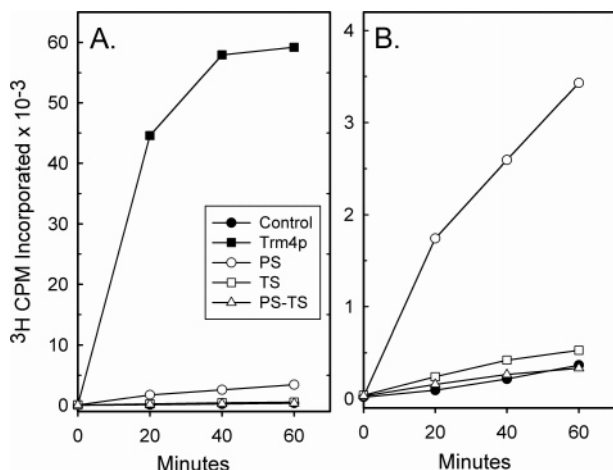 A.
B.
³H CPM Incorporated x 10⁻³
60
50
40
30
20
10
0
4
3
2
1
0
Control
Trm4p
PS
TS
PS-TS
0 20 40 60
0 20 40 60
Minutes
Minutes